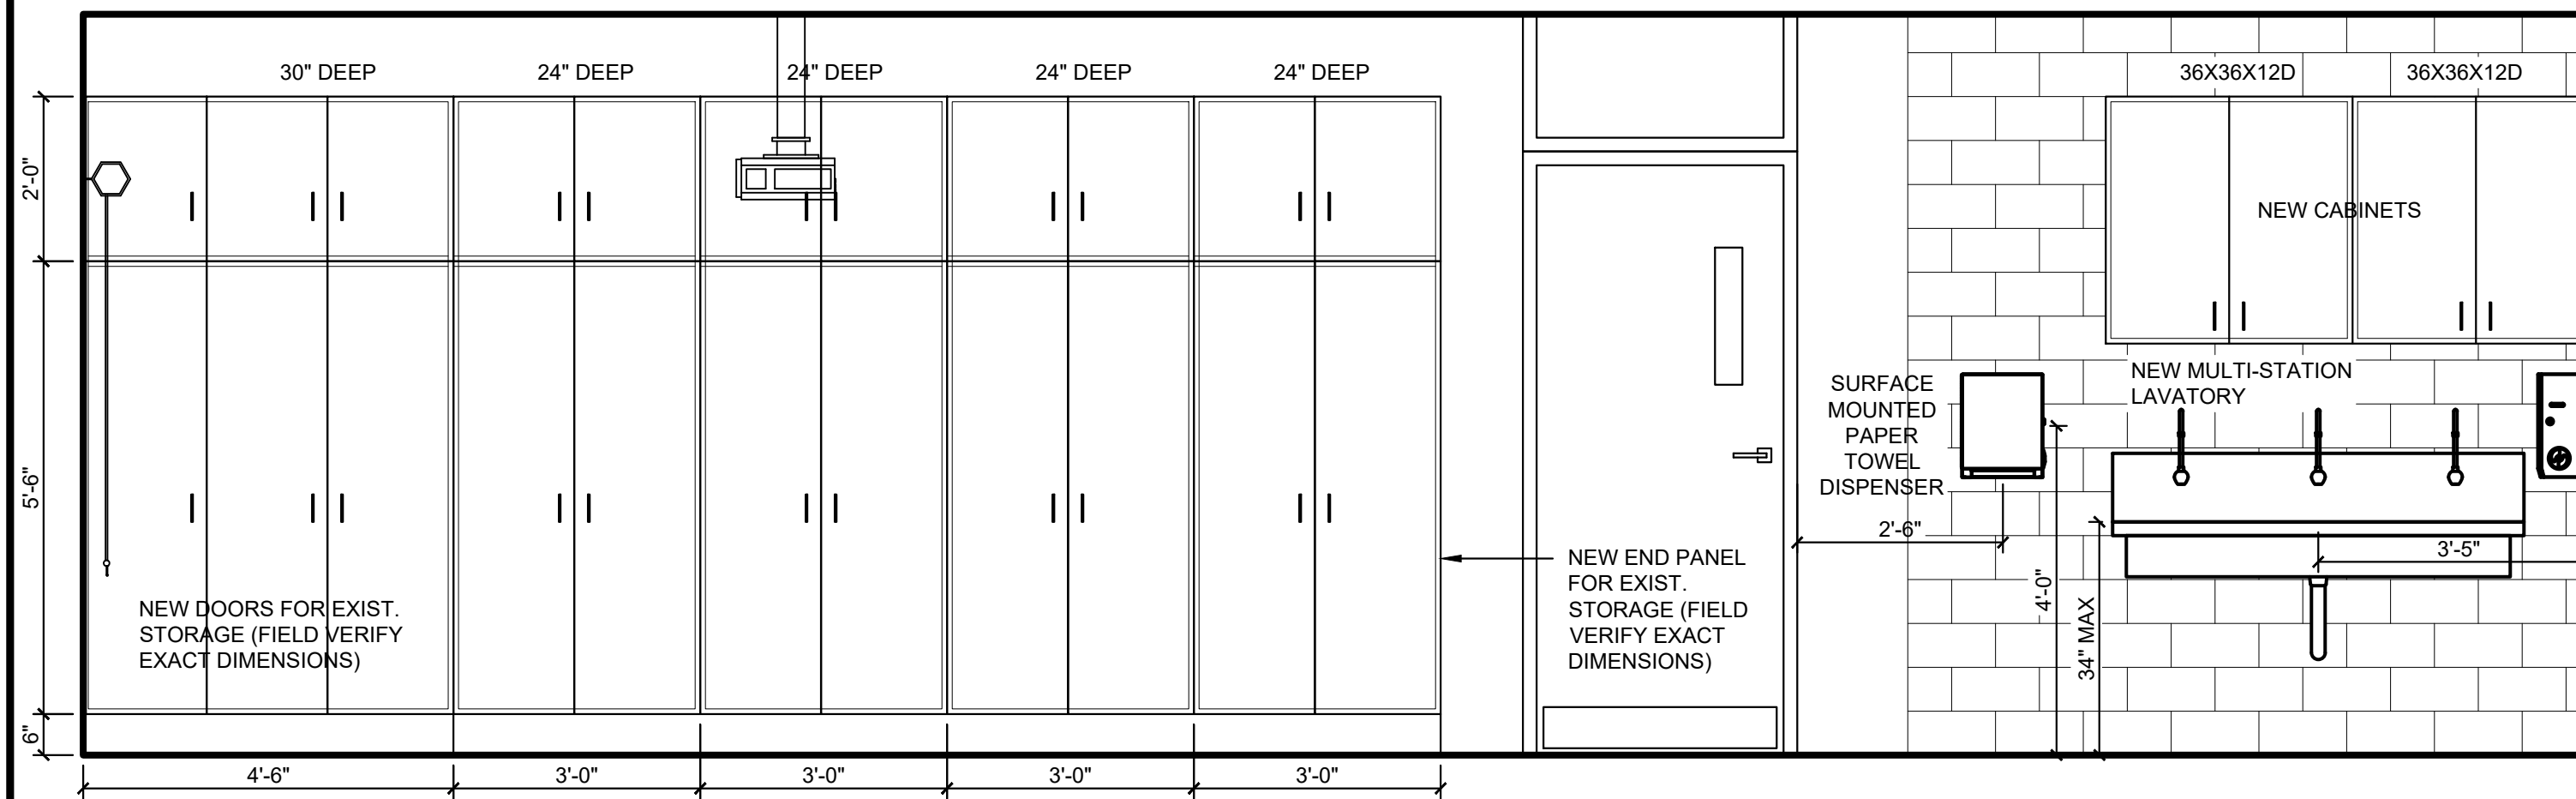 30" DEEP
24" DEEP
24" DEEP
24" DEEP
24" DEEP
36X36X12D
36X36X12D
2'-0"
NEW CABINETS
NEW MULTI-STATION
LAVATORY
SURFACE
MOUNTED
PAPER
TOWEL
DISPENSER
5'-6"
2'-6"
3'-5"
4'-0"
34" MAX
NEW END PANEL
FOR EXIST.
STORAGE (FIELD
VERIFY EXACT
DIMENSIONS)
NEW DOORS FOR EXIST.
STORAGE (FIELD VERIFY
EXACT DIMENSIONS)
6"
4'-6"
3'-0"
3'-0"
3'-0"
3'-0"